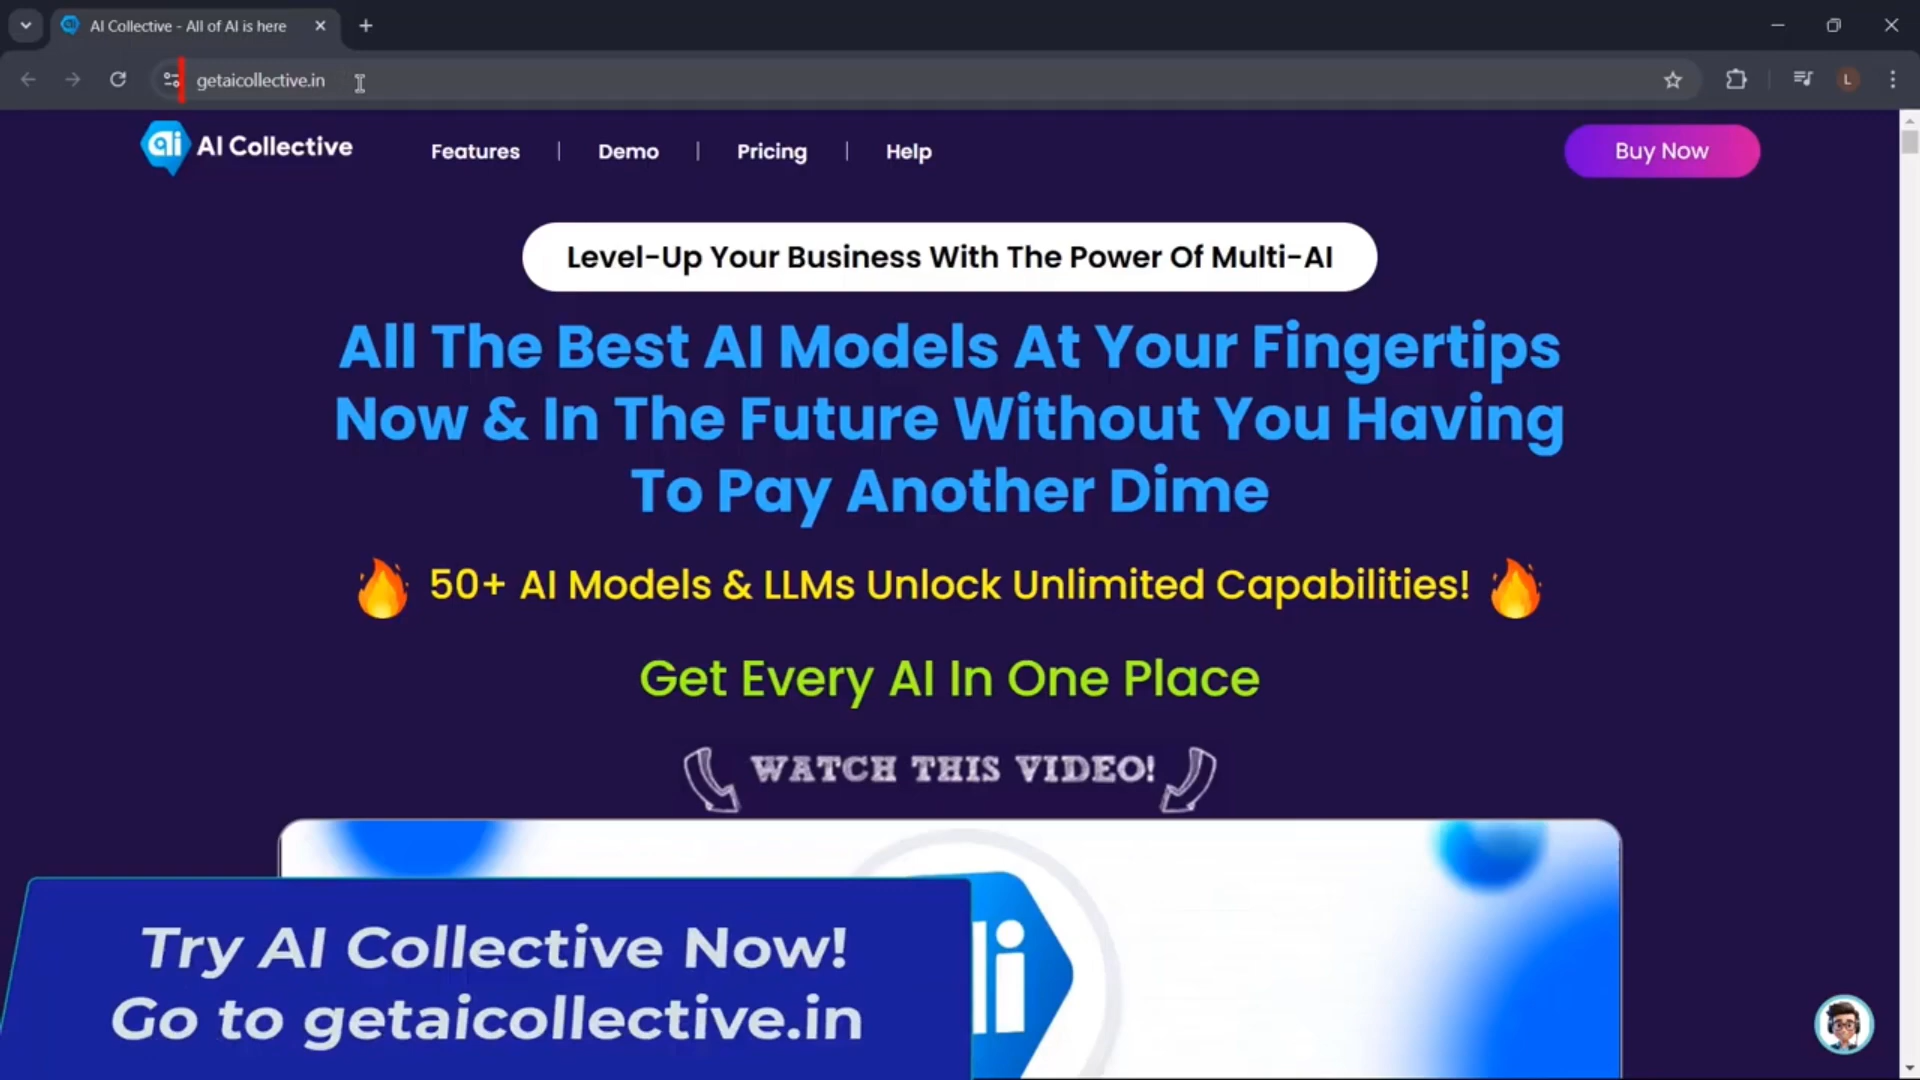 AI Collective - All of AI is here
getaicollective.in
L
ai AI Collective
Features | Demo | Pricing | Help
Buy Now
Level-Up Your Business With The Power Of Multi-AI
All The Best AI Models At Your Fingertips
Now & In The Future Without You Having
To Pay Another Dime
50+ AI Models & LLMs Unlock Unlimited Capabilities!
Get Every AI In One Place
WATCH THIS VIDEO!
Try AI Collective Now!
Go to getaicollective.in